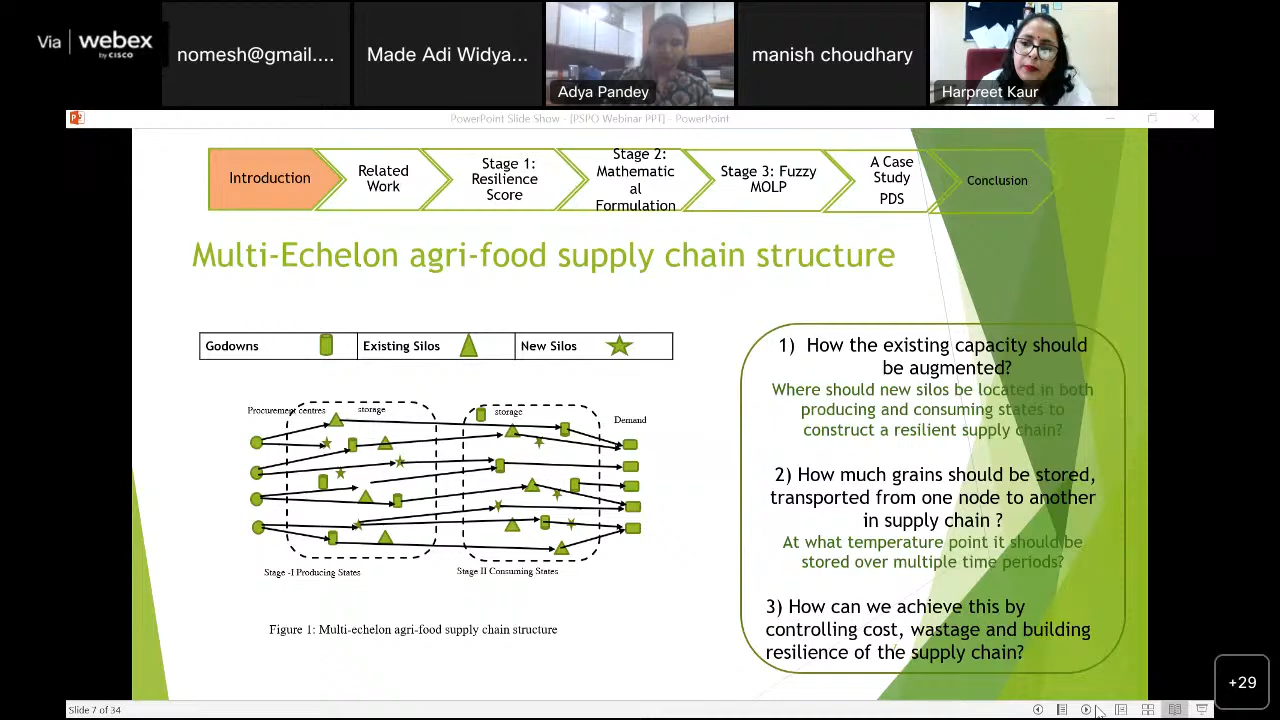 Via webex
by CISCO
nomesh@gmail....
Made Adi Widya...
Adya Pandey
manish choudhary
Harpreet Kaur
PowerPoint Slide Show - [PSPO Webinar PPT] - PowerPoint
Introduction
Related
Work
Stage 1:
Resilience
Score
Stage 2:
Mathematic
al
Formulation
Stage 3: Fuzzy
MOLP
A Case
Study
PDS
Conclusion
Multi-Echelon agri-food supply chain structure
Godowns
Existing Silos
New Silos
Procurement centres
storage
storage
Demand
Stage -I Producing States
Stage II Consuming States
Figure 1: Multi-echelon agri-food supply chain structure
1) How the existing capacity should
be augmented?
Where should new silos be located in both
producing and consuming states to
construct a resilient supply chain?
2) How much grains should be stored,
transported from one node to another
in supply chain ?
At what temperature point it should be
stored over multiple time periods?
3) How can we achieve this by
controlling cost, wastage and building
resilience of the supply chain?
+29
Slide 7 of 34